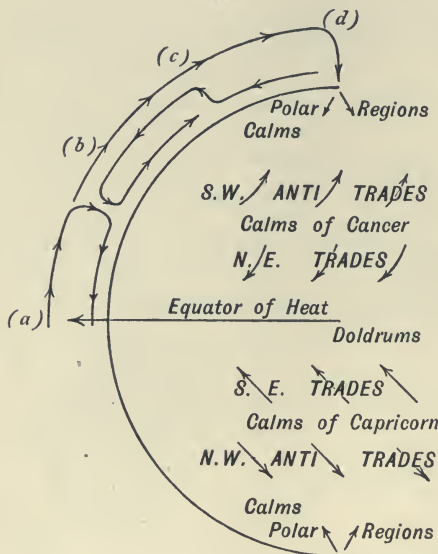 (d)
(c)
Polar Regions
Calms
(b)
S.W. ANTI TRADES
Calms of Cancer
N. E. TRADES
Equator of Heat
(a)
Doldrums
S. E. TRADES
Calms of Capricorn
N.W. ANTI TRADES
Calms
Polar Regions